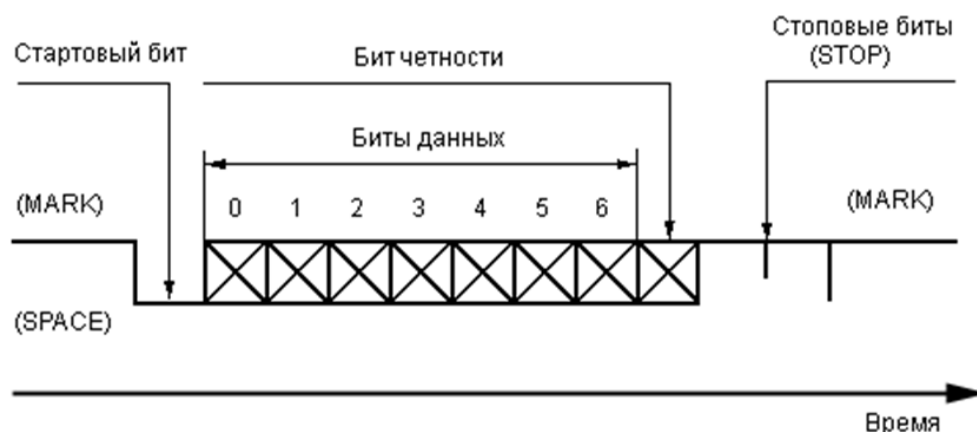 Стартовый бит
Бит четности
Стоповые биты
(STOP)
Биты данных
(MARK)
0 1 2 3 4 5 6
(MARK)
(SPACE)
Время